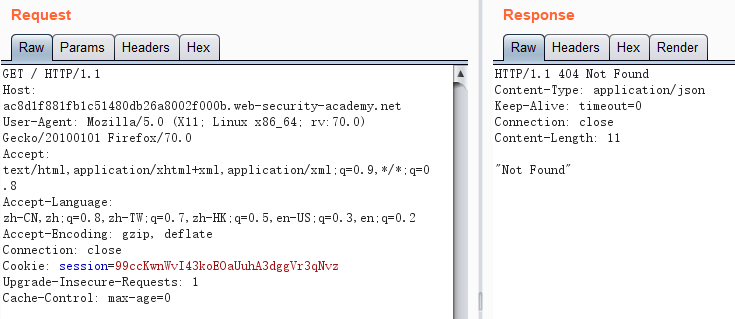 Request
Raw
Params
Headers
Hex
GET / HTTP/1.1
Host:
ac8d1f881fb1c51480db26a8002f000b.web-security-academy.net
User-Agent: Mozilla/5.0 (X11; Linux x86_64; rv:70.0)
Gecko/20100101 Firefox/70.0
Accept:
text/html,application/xhtml+xml,application/xml;q=0.9,*/*;q=0
.8
Accept-Language:
zh-CN,zh;q=0.8,zh-TW;q=0.7,zh-HK;q=0.5,en-US;q=0.3,en;q=0.2
Accept-Encoding: gzip, deflate
Connection: close
Cookie: session=99ccKwnWvI43koEOaUuhA3dggVr3qNvz
Upgrade-Insecure-Requests: 1
Cache-Control: max-age=0
Response
Raw
Headers
Hex
Render
HTTP/1.1 404 Not Found
Content-Type: application/json
Keep-Alive: timeout=0
Connection: close
Content-Length: 11
"Not Found"